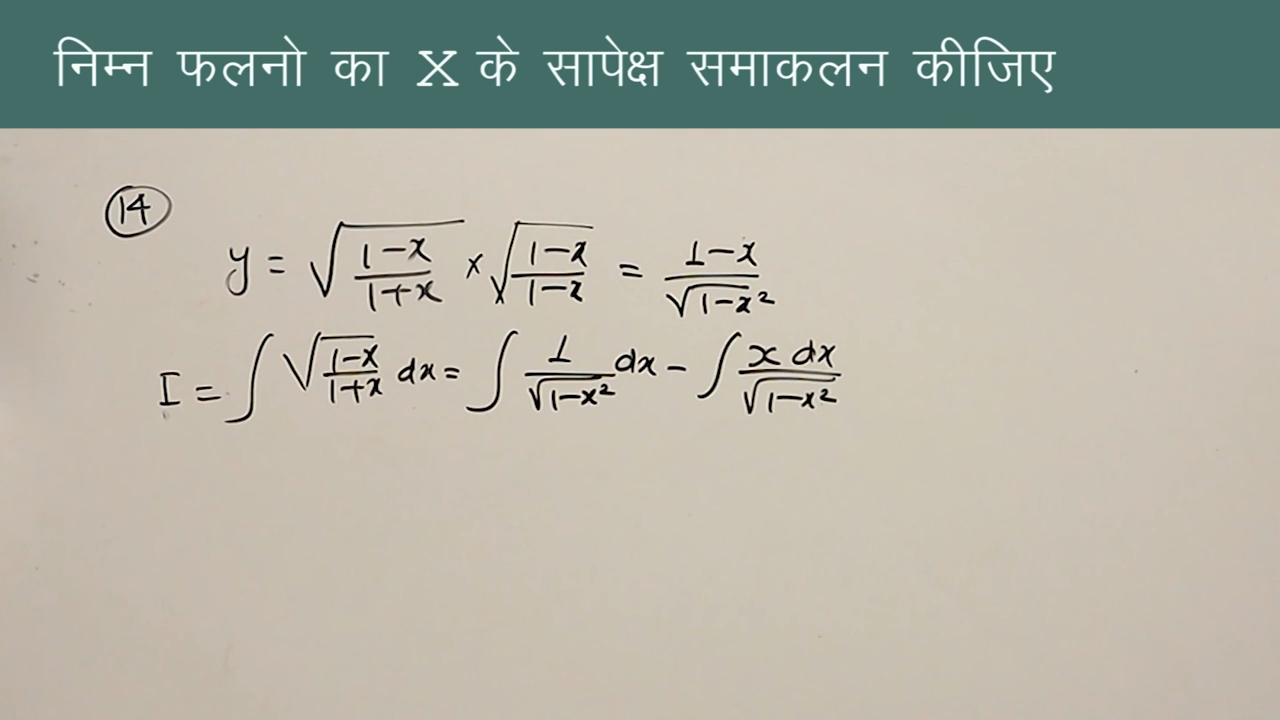 निम्न फलनो का X के सापेक्ष समाकलन कीजिए
14
y = √(1-x/1+x) × √(1-x/1-x) = 1-x/√(1-x²)
I = ∫ √(1-x/1+x) dx = ∫ 1/√(1-x²) dx - ∫ x dx/√(1-x²)